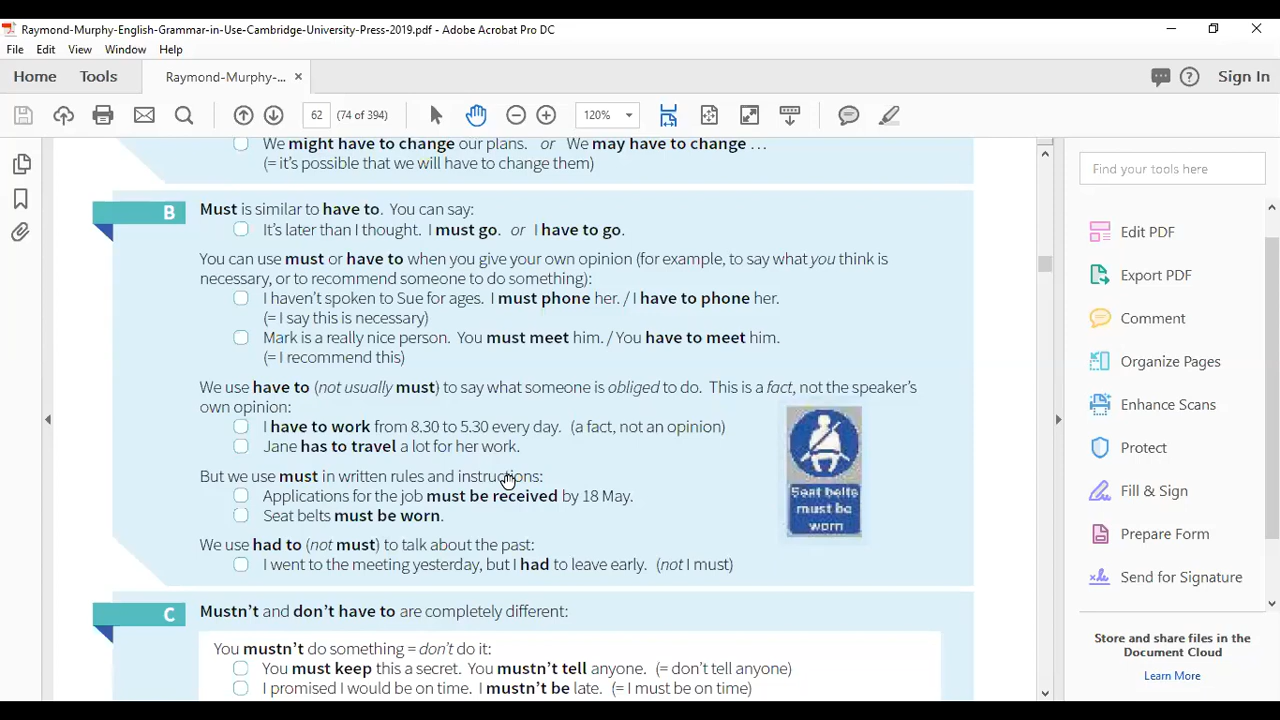 Raymond-Murphy-English-Grammar-in-Use-Cambridge-University-Press-2019.pdf - Adobe Acrobat Pro DC
File Edit View Window Help
Home Tools Raymond-Murphy-... × Sign In
62 (74 of 394) 120%
We might have to change our plans. or We may have to change …
(= it's possible that we will have to change them)
B Must is similar to have to. You can say:
It's later than I thought. I must go. or I have to go.
You can use must or have to when you give your own opinion (for example, to say what you think is
necessary, or to recommend someone to do something):
I haven't spoken to Sue for ages. I must phone her. / I have to phone her.
(= I say this is necessary)
Mark is a really nice person. You must meet him. / You have to meet him.
(= I recommend this)
We use have to (not usually must) to say what someone is obliged to do. This is a fact, not the speaker's
own opinion:
I have to work from 8.30 to 5.30 every day. (a fact, not an opinion)
Jane has to travel a lot for her work.
But we use must in written rules and instructions:
Applications for the job must be received by 18 May.
Seat belts must be worn.
We use had to (not must) to talk about the past:
I went to the meeting yesterday, but I had to leave early. (not I must)
Seat belts
must be
worn
C Mustn't and don't have to are completely different:
You mustn't do something = don't do it:
You must keep this a secret. You mustn't tell anyone. (= don't tell anyone)
I promised I would be on time. I mustn't be late. (= I must be on time)
Find your tools here
Edit PDF
Export PDF
Comment
Organize Pages
Enhance Scans
Protect
Fill & Sign
Prepare Form
Send for Signature
Store and share files in the
Document Cloud
Learn More